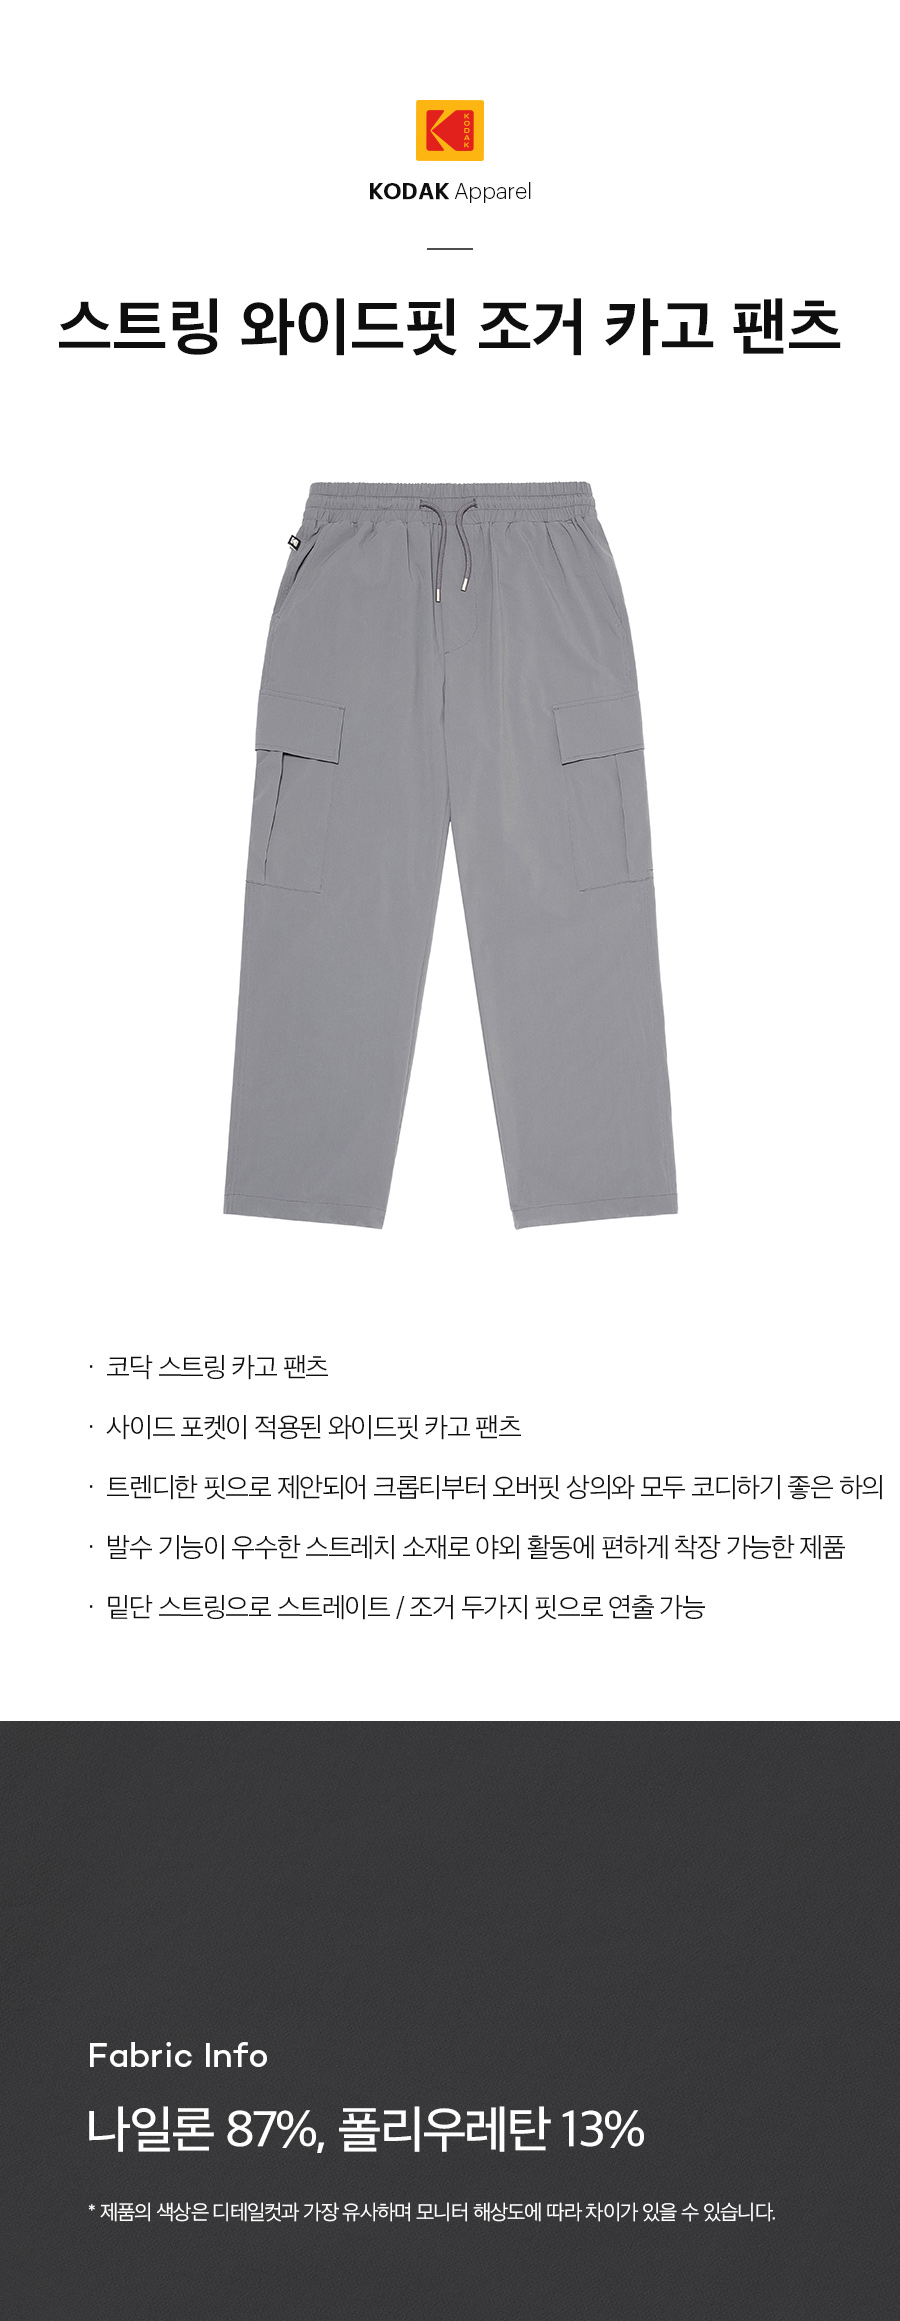 KODAK
KODAK Apparel
스트링 와이드핏 조거 카고 팬츠
· 코닥 스트링 카고 팬츠
· 사이드 포켓이 적용된 와이드핏 카고 팬츠
· 트렌디한 핏으로 제안되어 크롭티부터 오버핏 상의와 모두 코디하기 좋은 하의
· 발수 기능이 우수한 스트레치 소재로 야외 활동에 편하게 착장 가능한 제품
· 밑단 스트링으로 스트레이트 / 조거 두가지 핏으로 연출 가능
Fabric Info
나일론 87%, 폴리우레탄 13%
* 제품의 색상은 디테일컷과 가장 유사하며 모니터 해상도에 따라 차이가 있을 수 있습니다.